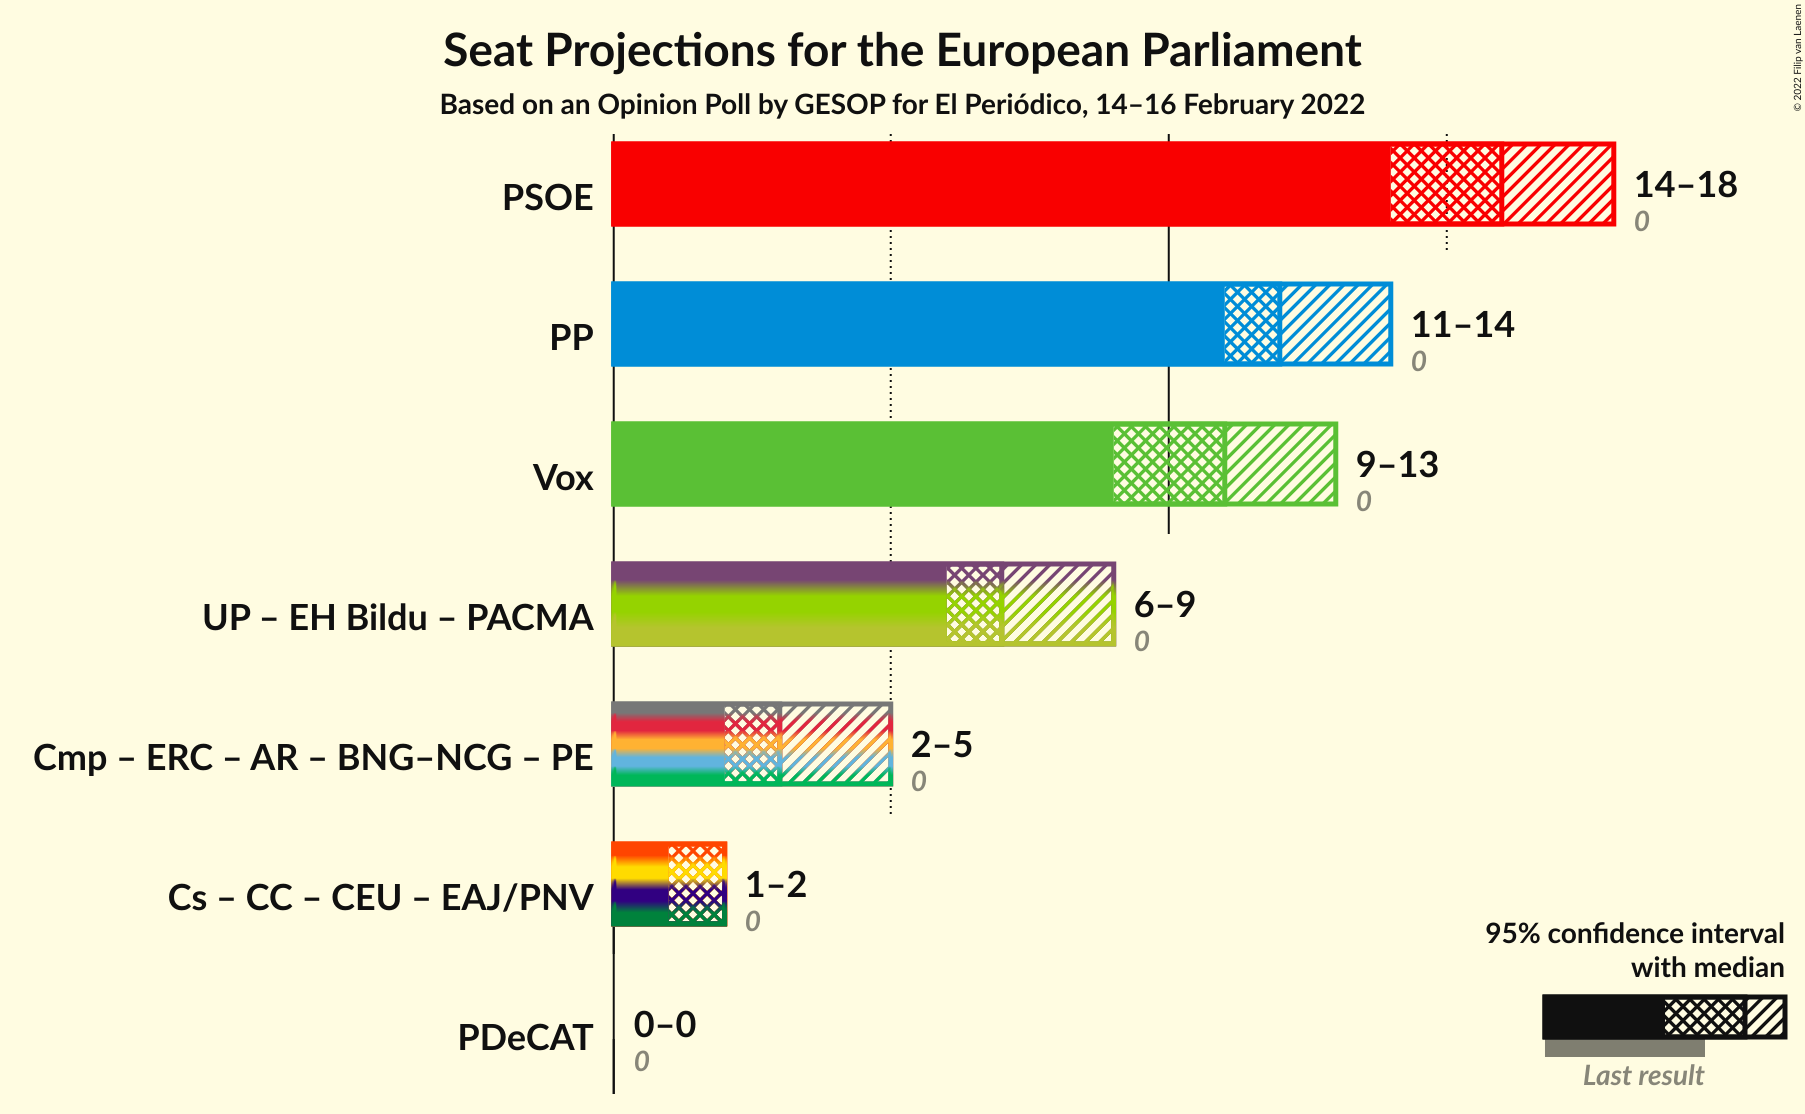 Seat Projections for the European Parliament
Based on an Opinion Poll by GESOP for El Periódico, 14–16 February 2022
© 2022 Filip van Laenen
PSOE
14–18
0
PP
11–14
0
Vox
9–13
0
UP – EH Bildu – PACMA
6–9
0
Cmp – ERC – AR – BNG–NCG – PE
2–5
0
Cs – CC – CEU – EAJ/PNV
1–2
0
PDeCAT
0–0
0
95% confidence interval
with median
Last result